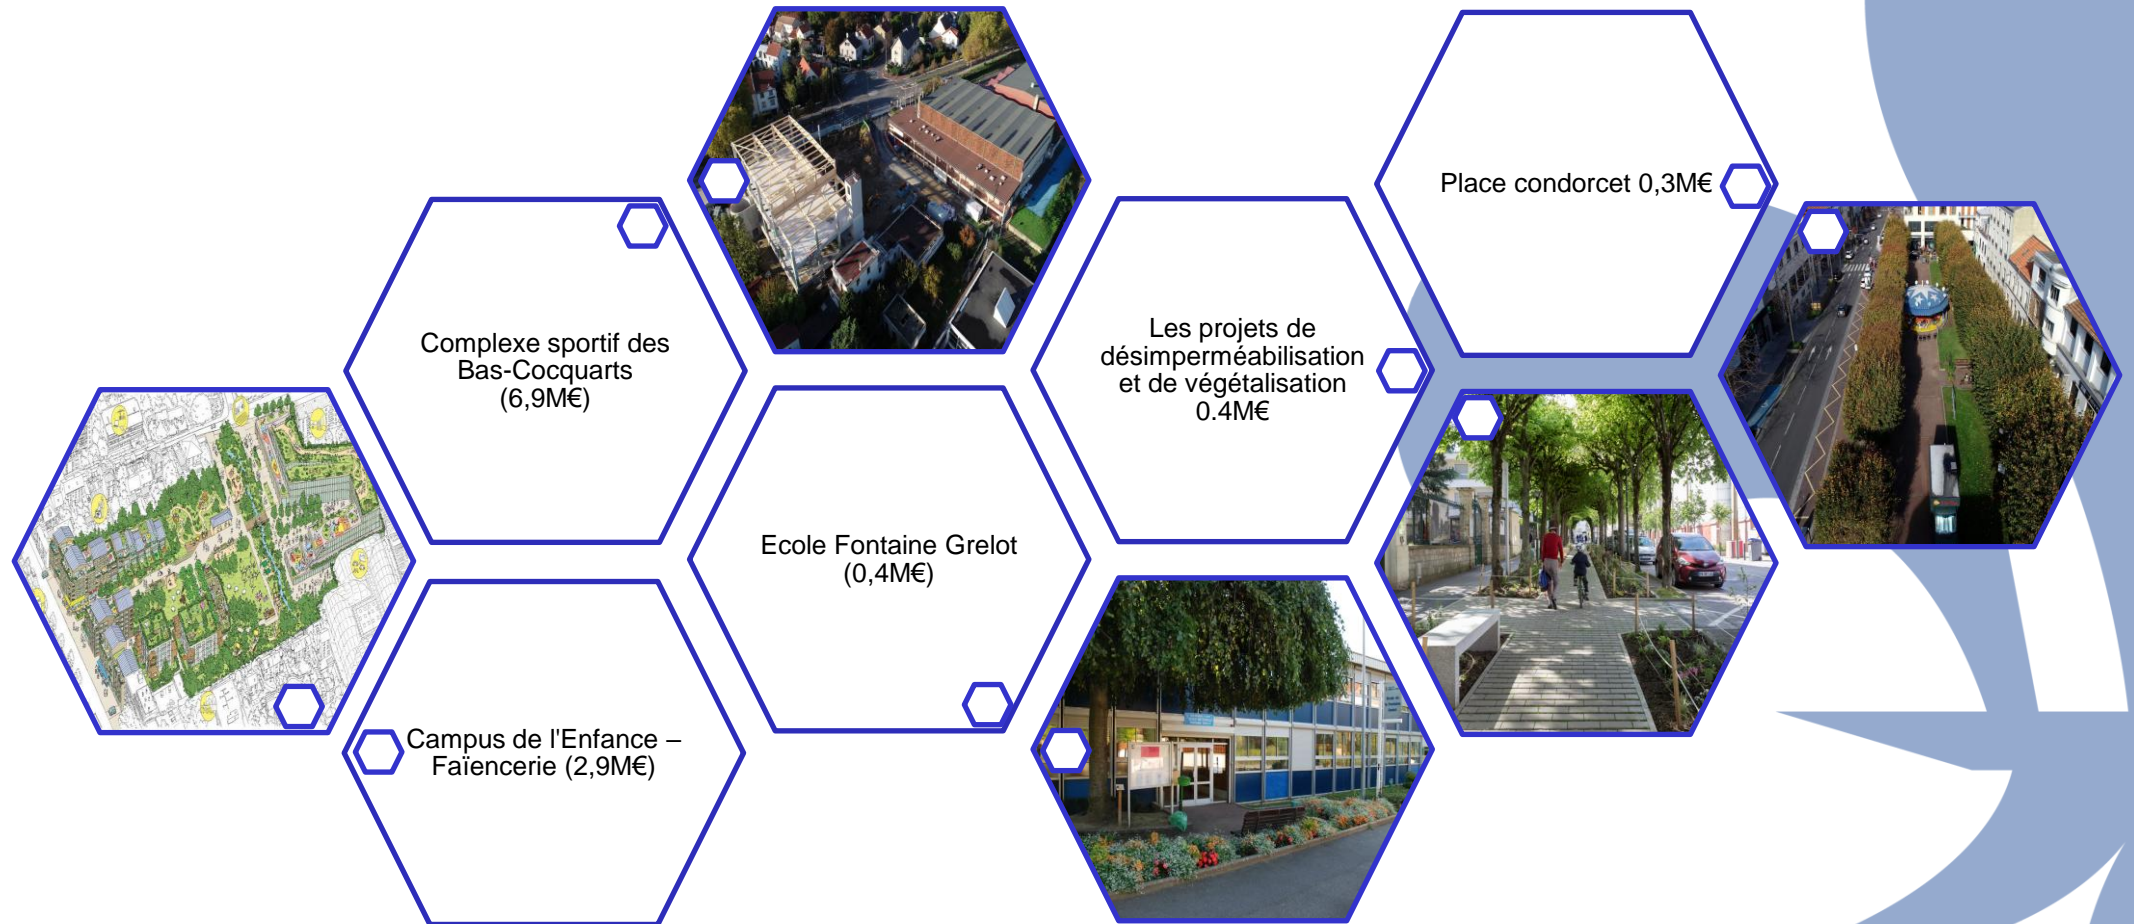 Complexe sportif des
Bas-Cocquarts
(6,9M€)
Campus de l'Enfance –
Faïencerie (2,9M€)
Ecole Fontaine Grelot
(0,4M€)
Les projets de
désimperméabilisation
et de végétalisation
0.4M€
Place condorcet 0,3M€